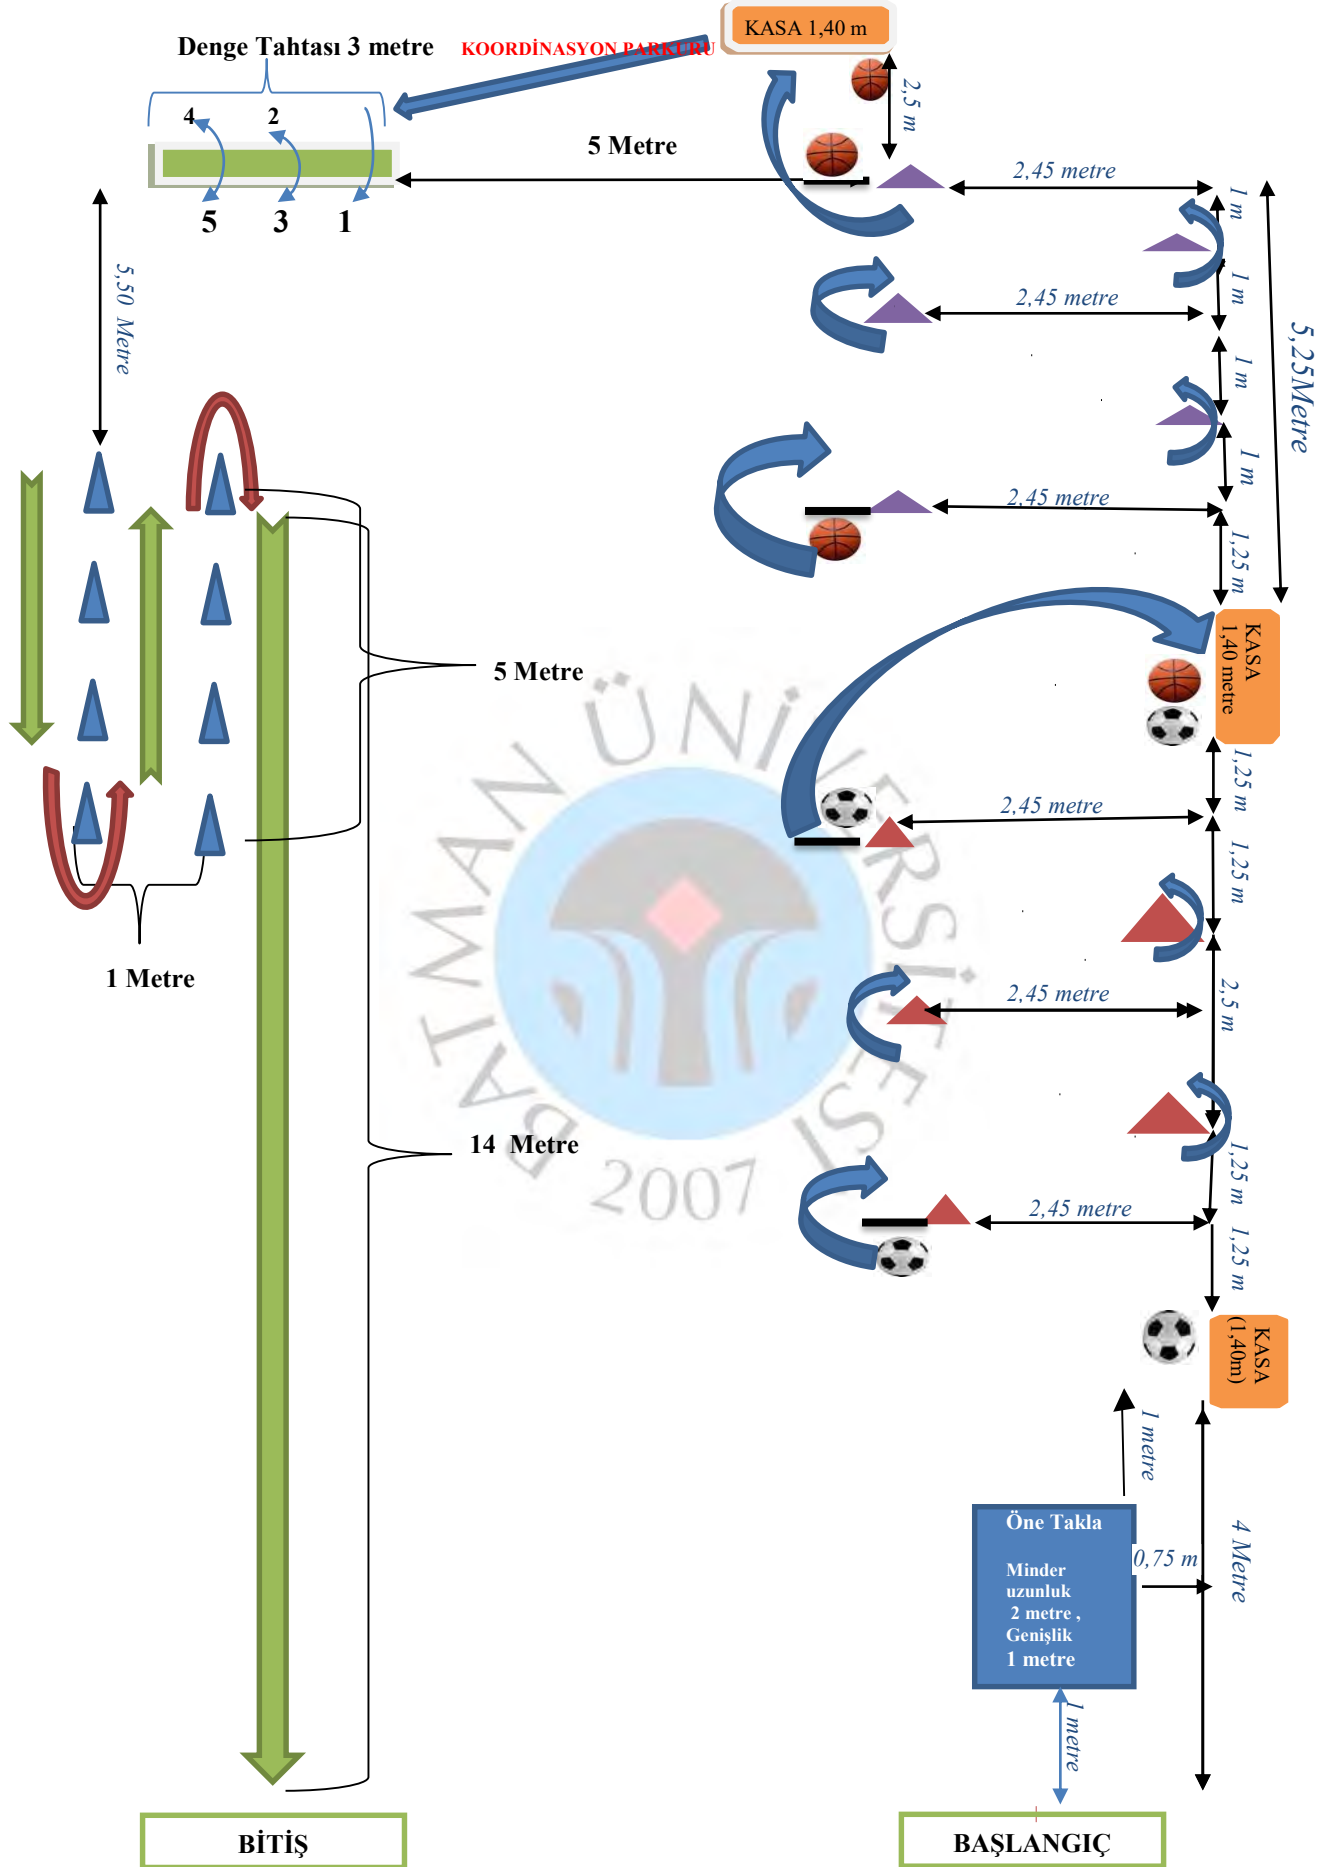 KASA 1,40 m
Denge Tahtası 3 metre
KOORDİNASYON PARKURU
2,5 m
4
2
5 Metre
2,45 metre
1 m
5
3
1
5,50 Metre
1 m
2,45 metre
5,25Metre
1 m
1 m
2,45 metre
1,25 m
KASA
1,40 metre
5 Metre
1,25 m
2,45 metre
1,25 m
1 Metre
2,45 metre
2,5 m
14 Metre
1,25 m
2,45 metre
1,25 m
KASA
(1,40m)
1 metre
Öne Takla
Minder
uzunluk
2 metre ,
Genişlik
1 metre
0,75 m
4 Metre
1 metre
BİTİŞ
BAŞLANGIÇ
BATMAN ÜNİVERSİTESİ
2007